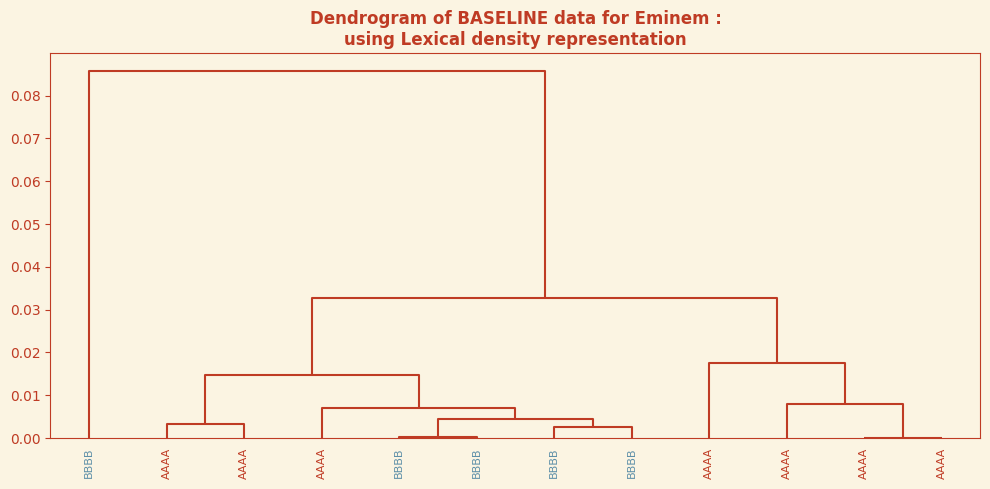 Dendrogram of BASELINE data for Eminem :
using Lexical density representation
0.08
0.07
0.06
0.05
0.04
0.03
0.02
0.01
0.00
BBBB
AAAA
AAAA
AAAA
BBBB
BBBB
BBBB
BBBB
AAAA
AAAA
AAAA
AAAA